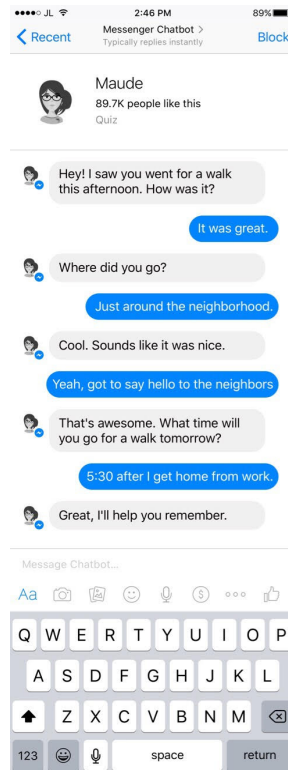 JL 2:46 PM 89%
Recent Messenger Chatbot > Block
Typically replies instantly
Maude
89.7K people like this
Quiz
Hey! I saw you went for a walk
this afternoon. How was it?
It was great.
Where did you go?
Just around the neighborhood.
Cool. Sounds like it was nice.
Yeah, got to say hello to the neighbors
That's awesome. What time will
you go for a walk tomorrow?
5:30 after I get home from work.
Great, I'll help you remember.
Message Chatbot...
Aa
Q W E R T Y U I O P
A S D F G H J K L
Z X C V B N M
123 space return